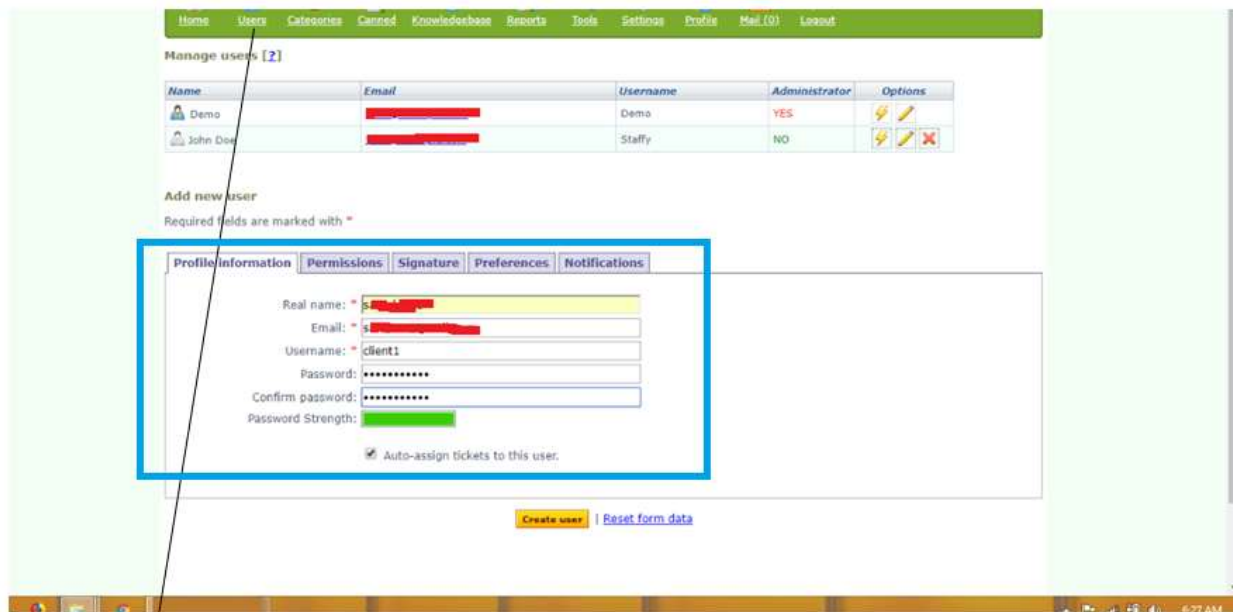 Home Users Categories Canned Knowledgebase Reports Tools Settings Profile Mail (0) Logout
Manage users [?]
Name Email Username Administrator Options
Demo Demo YES
John Doe Staffy NO
Add new user
Required fields are marked with *
Profile information Permissions Signature Preferences Notifications
Real name: * s
Email: * s
Username: * client1
Password: •••••••••••
Confirm password: •••••••••••
Password Strength:
Auto-assign tickets to this user.
Create user | Reset form data
6:27 AM